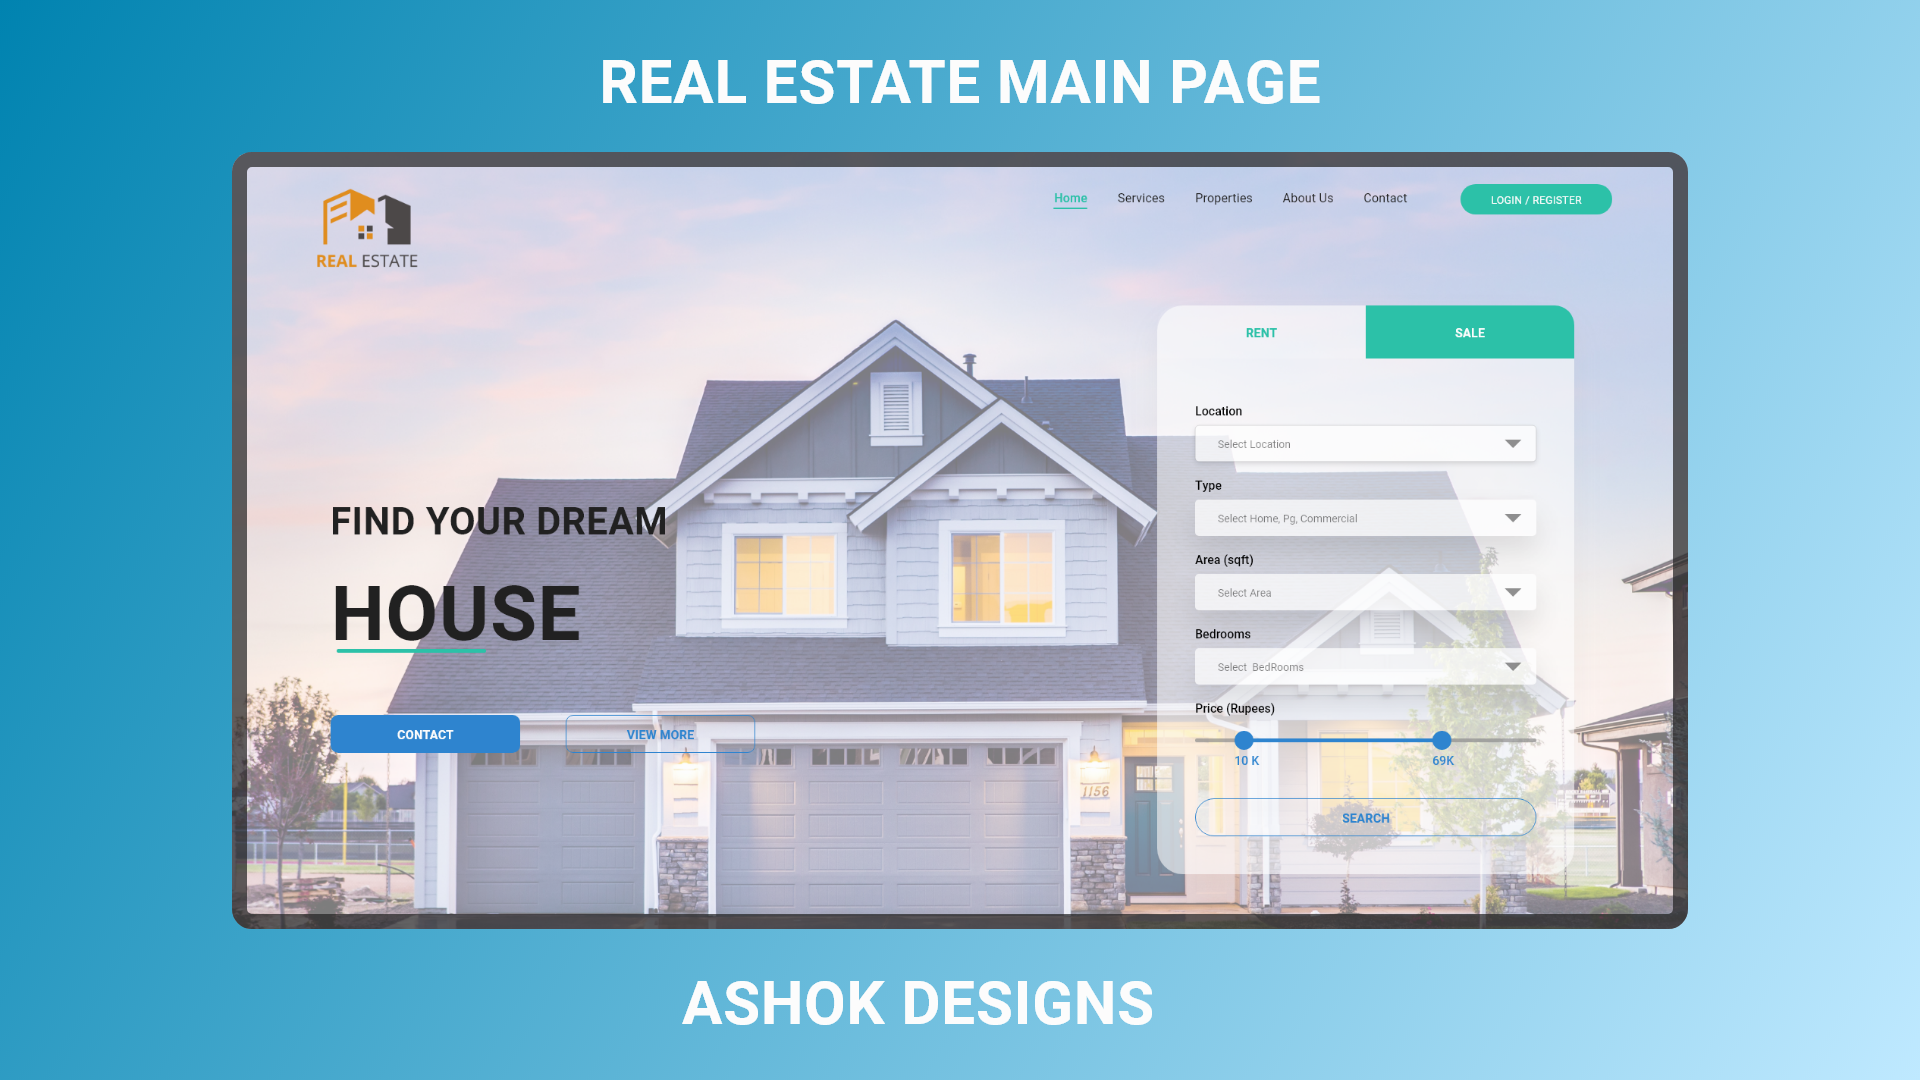 REAL ESTATE MAIN PAGE
REAL ESTATE
Home Services Properties About Us Contact LOGIN / REGISTER
RENT SALE
Location
Select Location
Type
Select Home, Pg, Commercial
Area (sqft)
Select Area
Bedrooms
Select BedRooms
Price (Rupees)
10 K 69K
SEARCH
FIND YOUR DREAM
HOUSE
CONTACT VIEW MORE
1156
ASHOK DESIGNS